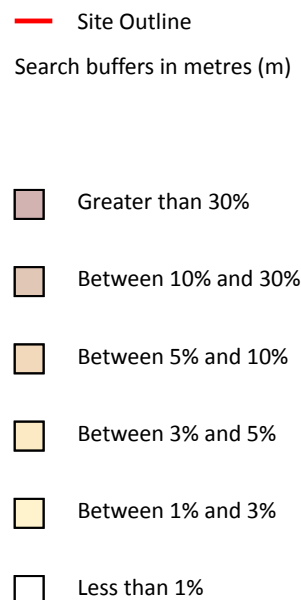 Site Outline
Search buffers in metres (m)
Greater than 30%
Between 10% and 30%
Between 5% and 10%
Between 3% and 5%
Between 1% and 3%
Less than 1%